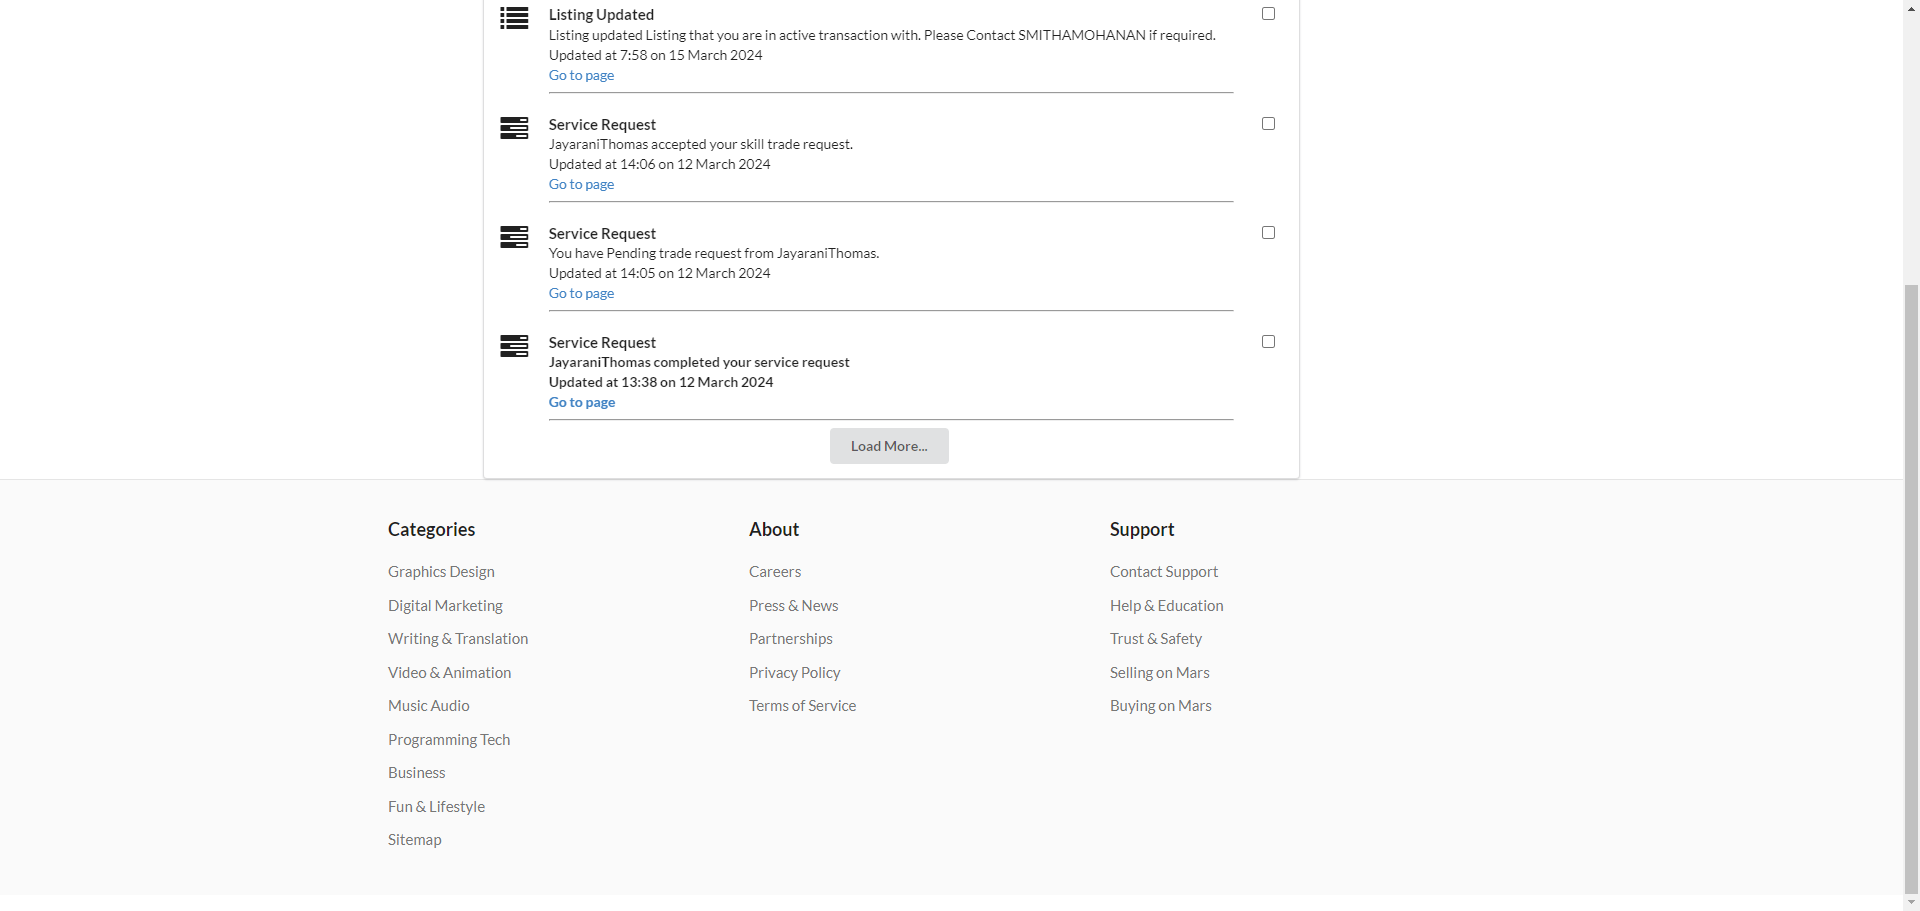 Listing Updated
Listing updated Listing that you are in active transaction with. Please Contact SMITHAMOHANAN if required.
Updated at 7:58 on 15 March 2024
Go to page
Service Request
JayaraniThomas accepted your skill trade request.
Updated at 14:06 on 12 March 2024
Go to page
Service Request
You have Pending trade request from JayaraniThomas.
Updated at 14:05 on 12 March 2024
Go to page
Service Request
JayaraniThomas completed your service request
Updated at 13:38 on 12 March 2024
Go to page
Load More...
Categories
Graphics Design
Digital Marketing
Writing & Translation
Video & Animation
Music Audio
Programming Tech
Business
Fun & Lifestyle
Sitemap
About
Careers
Press & News
Partnerships
Privacy Policy
Terms of Service
Support
Contact Support
Help & Education
Trust & Safety
Selling on Mars
Buying on Mars